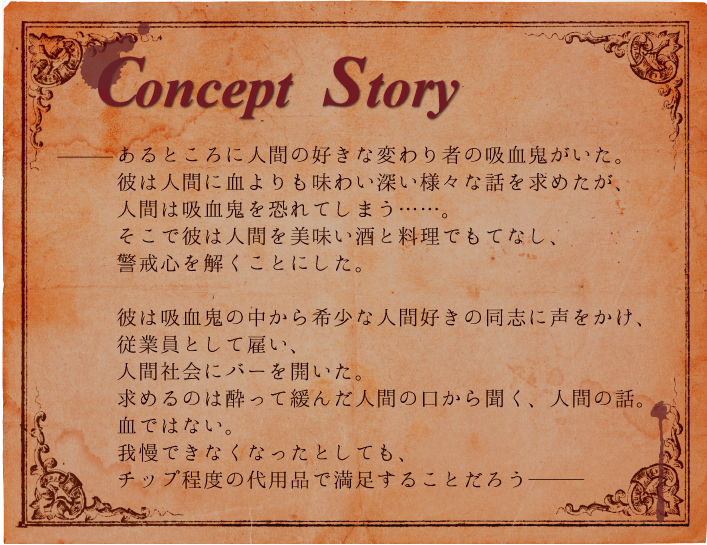 Concept Story
――あるところに人間の好きな変わり者の吸血鬼がいた。
彼は人間に血よりも味わい深い様々な話を求めたが、
人間は吸血鬼を恐れてしまう……。
そこで彼は人間を美味い酒と料理でもてなし、
警戒心を解くことにした。
彼は吸血鬼の中から希少な人間好きの同志に声をかけ、
従業員として雇い、
人間社会にバーを開いた。
求めるのは酔って緩んだ人間の口から聞く、人間の話。
血ではない。
我慢できなくなったとしても、
チップ程度の代用品で満足することだろう――